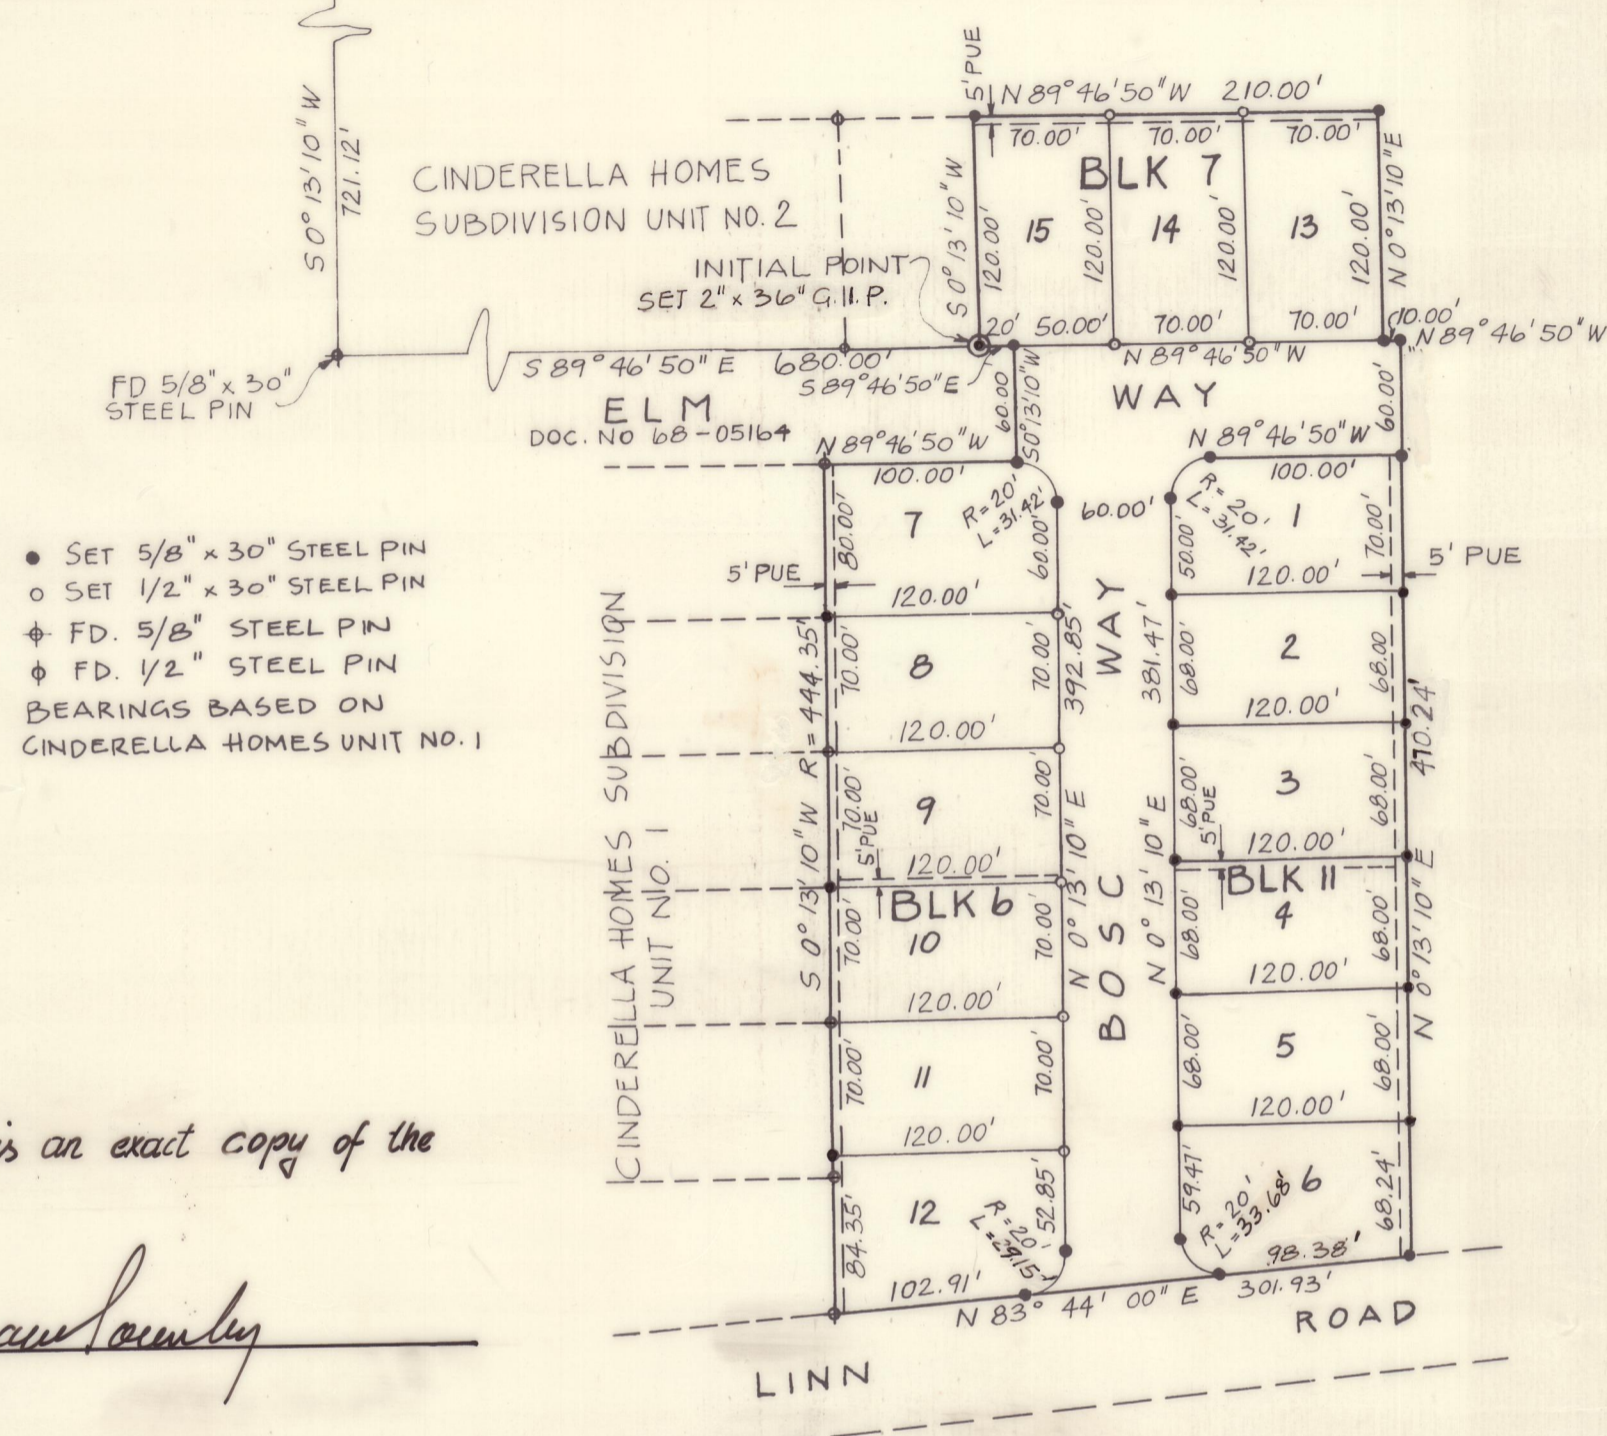 5' PUE
N 89° 46' 50" W 210.00'
70.00' 70.00' 70.00'
BLK 7
S 0° 13' 10" W
721.12'
CINDERELLA HOMES
SUBDIVISION UNIT NO. 2
S 0° 13' 10" W
120.00'
15
120.00'
14
120.00'
13
120.00'
N 0° 13' 10" E
INITIAL POINT
SET 2" x 36" G.I.P.
20' 50.00' 70.00' 70.00'
10.00'
N 89° 46' 50" W
S 89° 46' 50" E 680.00'
N 89° 46' 50" W
S 89° 46' 50" E
FD 5/8" x 30"
STEEL PIN
ELM
WAY
DOC. NO 68-05164
60.00
S 0° 13' 10" W
60.00'
N 89° 46' 50" W
100.00'
N 89° 46' 50" W
100.00'
7
80.00'
R = 20'
L = 31.42'
60.00'
60.00'
R = 20'
L = 31.42'
1
50.00'
70.00'
5' PUE
120.00'
120.00'
5' PUE
● SET 5/8" x 30" STEEL PIN
○ SET 1/2" x 30" STEEL PIN
FD. 5/8" STEEL PIN
FD. 1/2" STEEL PIN
BEARINGS BASED ON
CINDERELLA HOMES UNIT NO. 1
CINDERELLA HOMES SUBDIVISION
UNIT NO. 1
S 0° 13' 10" W R = 444.35'
70.00'
8
70.00'
120.00'
N 0° 13' 10" E 392.85'
BOSC WAY
N 0° 13' 10" E 381.47'
68.00'
2
68.00
120.00'
N 0° 13' 10" E 410.24'
70.00'
9
70.00'
5' PUE
120.00'
68.00'
3
68.00'
5' PUE
120.00'
BLK 6
70.00'
10
70.00'
120.00'
BLK 11
68.00'
4
68.00'
120.00'
70.00'
11
70.00'
120.00'
68.00'
5
68.00'
120.00'
is an exact copy of the
84.35'
12
R = 20'
L = 29.15'
52.85'
102.91'
59.47'
R = 20'
L = 33.68'
6
68.24'
98.38'
N 83° 44' 00" E 301.93'
LINN ROAD